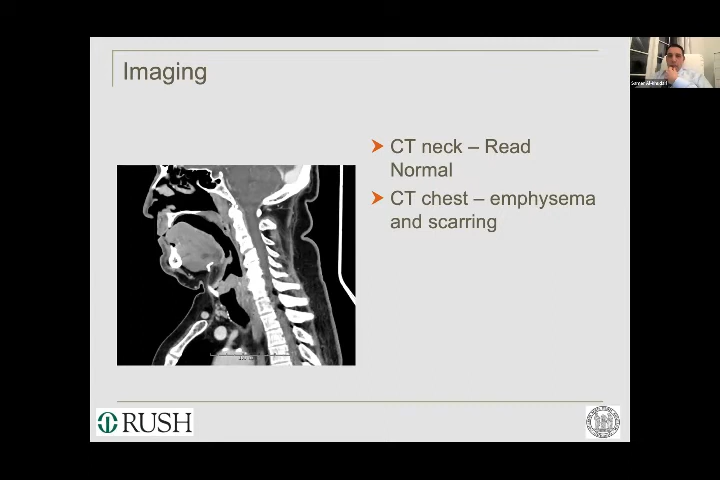 Imaging
CT neck – Read
Normal
CT chest – emphysema
and scarring
RUSH